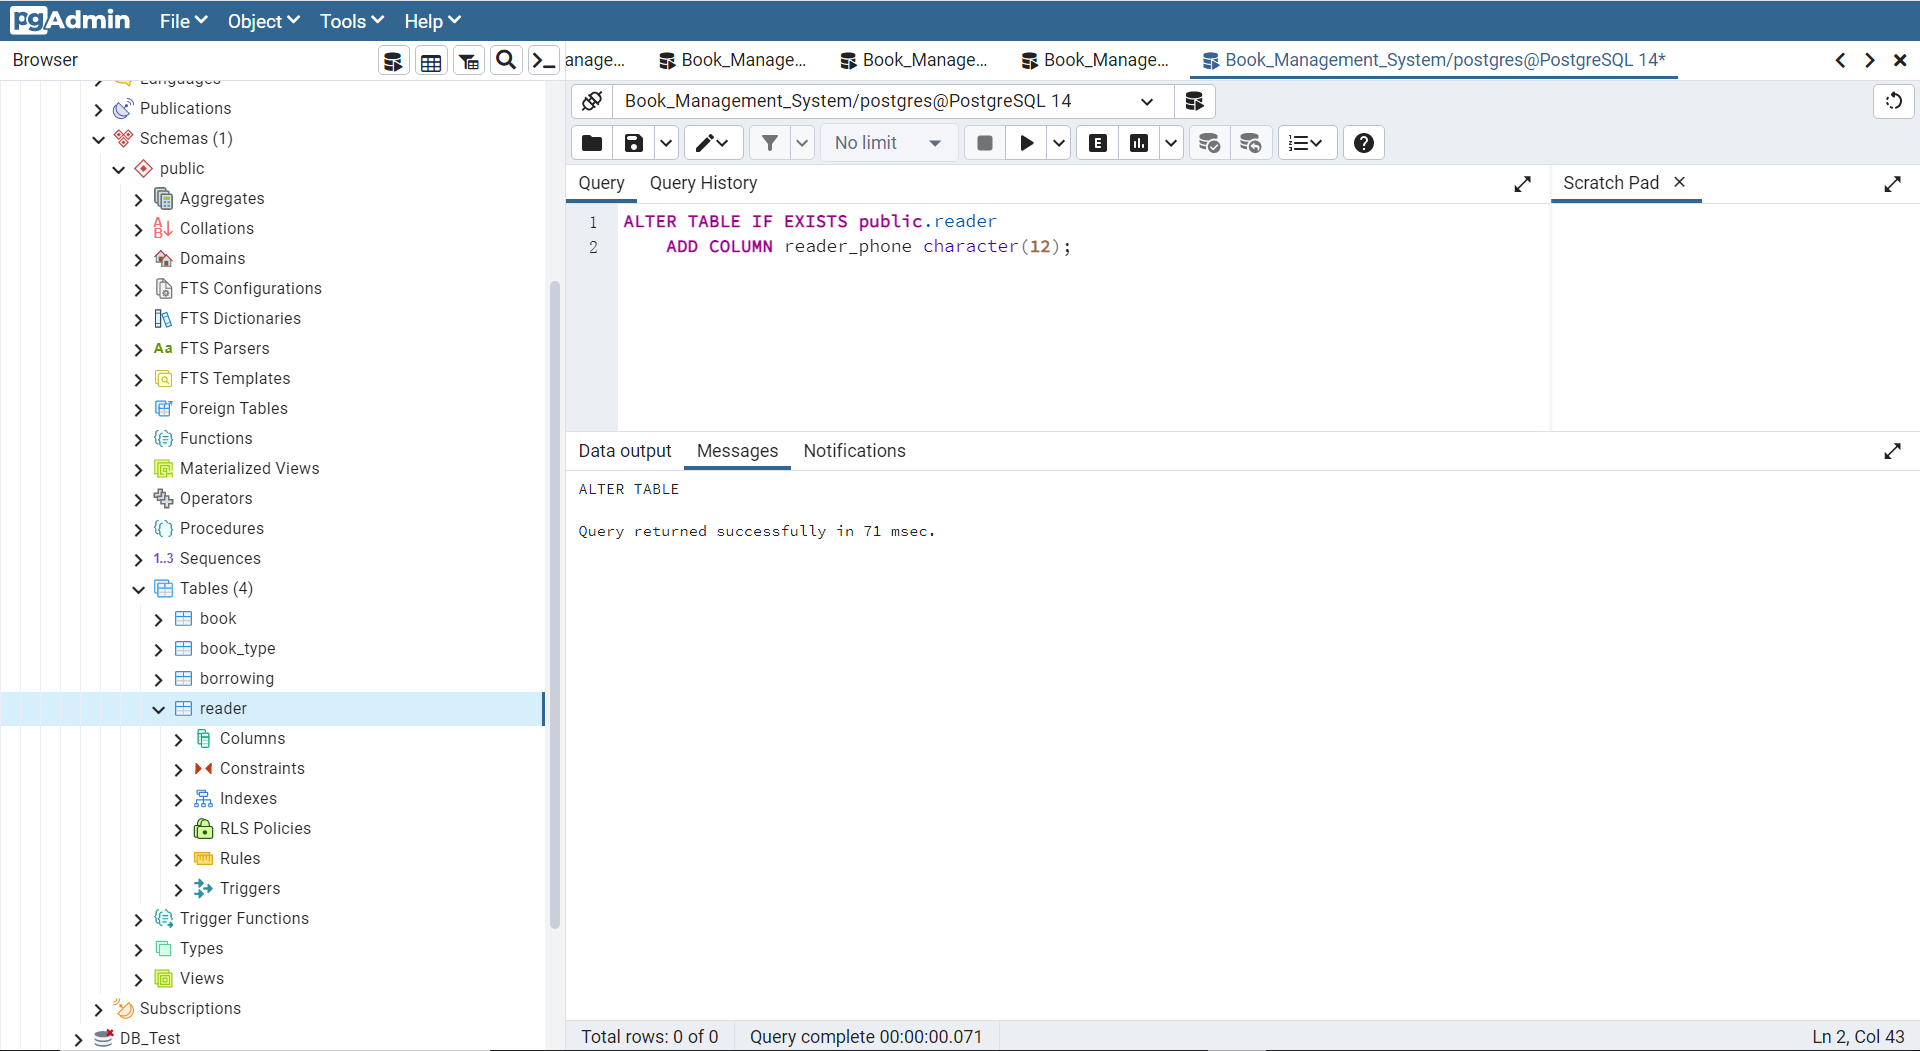 pgAdmin File Object Tools Help
Browser
anage...
Book_Manage...
Book_Manage...
Book_Manage...
Book_Management_System/postgres@PostgreSQL 14*
Book_Management_System/postgres@PostgreSQL 14
No limit
E
Query
Query History
Scratch Pad
1 ALTER TABLE IF EXISTS public.reader
2 ADD COLUMN reader_phone character(12);
Data output
Messages
Notifications
ALTER TABLE
Query returned successfully in 71 msec.
Languages
Publications
Schemas (1)
public
Aggregates
Collations
Domains
FTS Configurations
FTS Dictionaries
Aa FTS Parsers
FTS Templates
Foreign Tables
Functions
Materialized Views
Operators
Procedures
1..3 Sequences
Tables (4)
book
book_type
borrowing
reader
Columns
Constraints
Indexes
RLS Policies
Rules
Triggers
Trigger Functions
Types
Views
Subscriptions
DB_Test
Total rows: 0 of 0
Query complete 00:00:00.071
Ln 2, Col 43